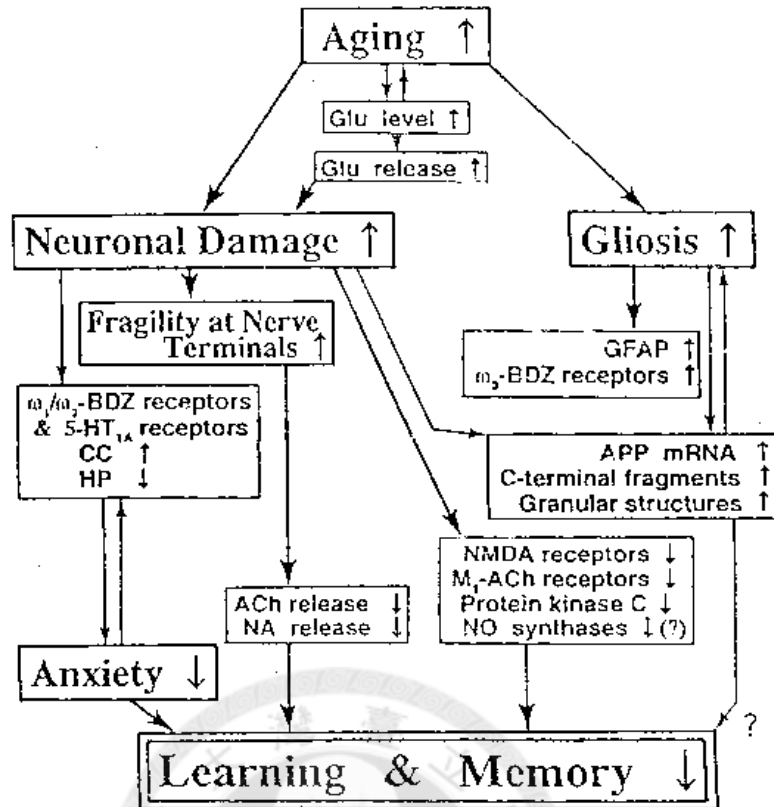 Aging ↑
Glu level ↑
Glu release ↑
Neuronal Damage ↑
Gliosis ↑
Fragility at Nerve
Terminals ↑
GFAP ↑
ω₃-BDZ receptors ↑
ω₁/ω₂-BDZ receptors
& 5-HT1A receptors
CC ↑
HP ↓
APP mRNA ↑
C-terminal fragments ↑
Granular structures ↑
NMDA receptors ↓
M₁-ACh receptors ↓
Protein kinase C ↓
NO synthases ↓ (?)
ACh release ↓
NA release ↓
Anxiety ↓
?
Learning & Memory ↓